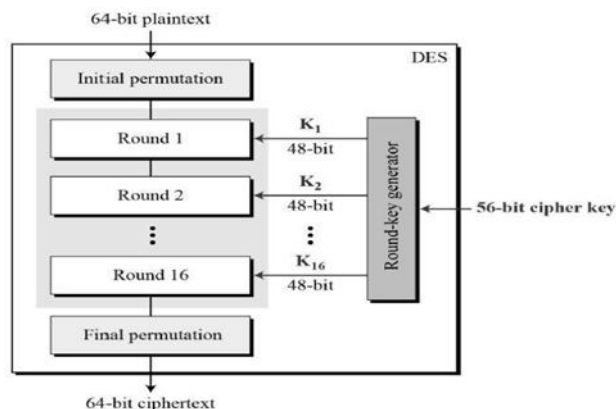 64-bit plaintext
DES
Initial permutation
Round 1
K₁
48-bit
Round 2
K₂
48-bit
Round 16
K₁₆
48-bit
Round-key generator
56-bit cipher key
Final permutation
64-bit ciphertext